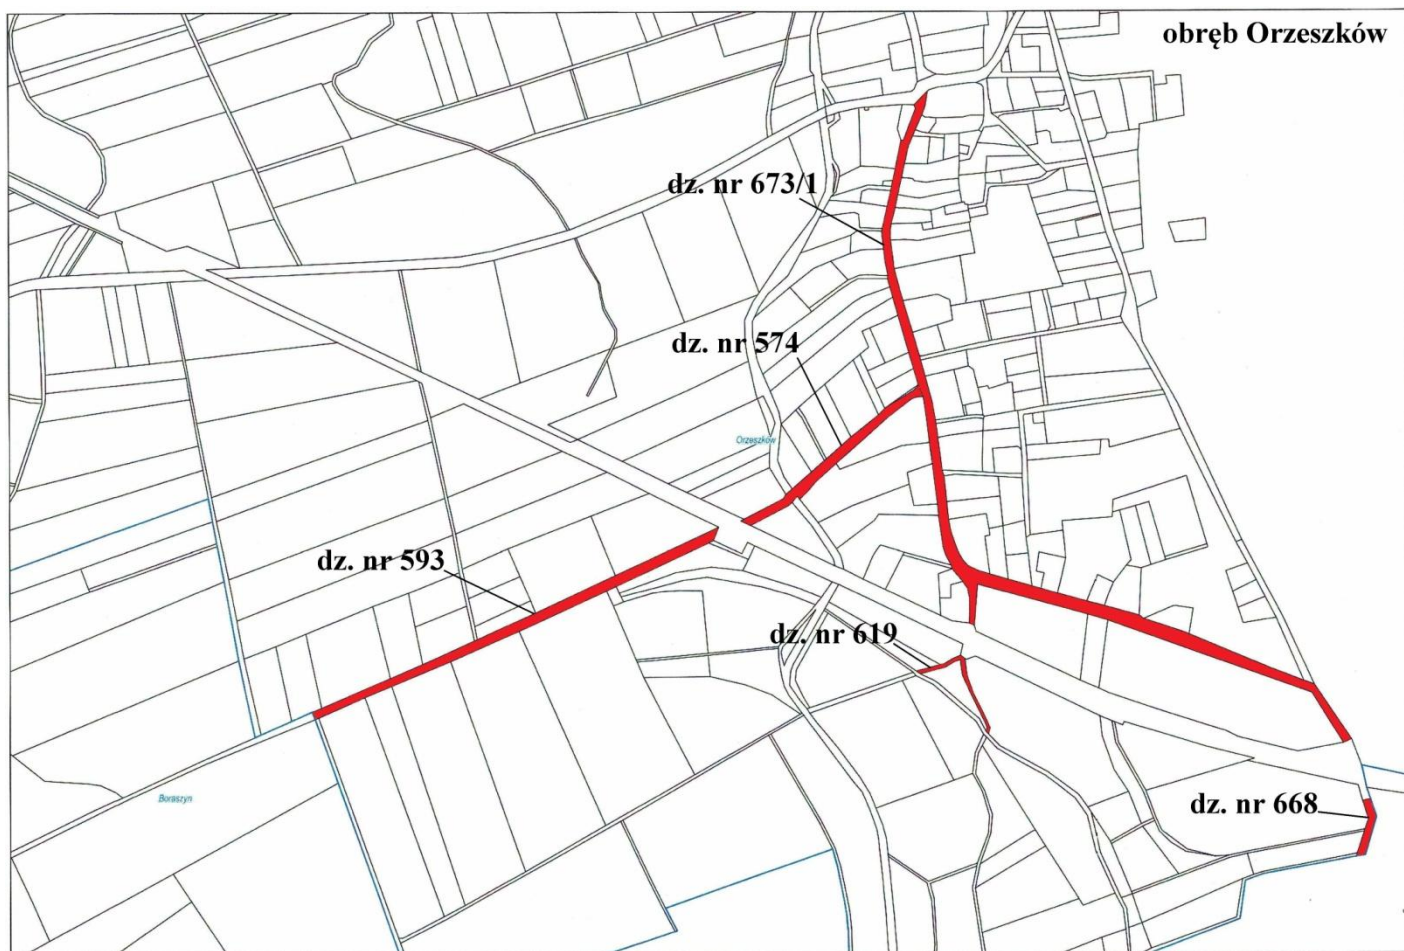 obręb Orzeszków
dz. nr 673/1
dz. nr 574
Orzeszków
dz. nr 593
dz. nr 619
Boraszyn
dz. nr 668